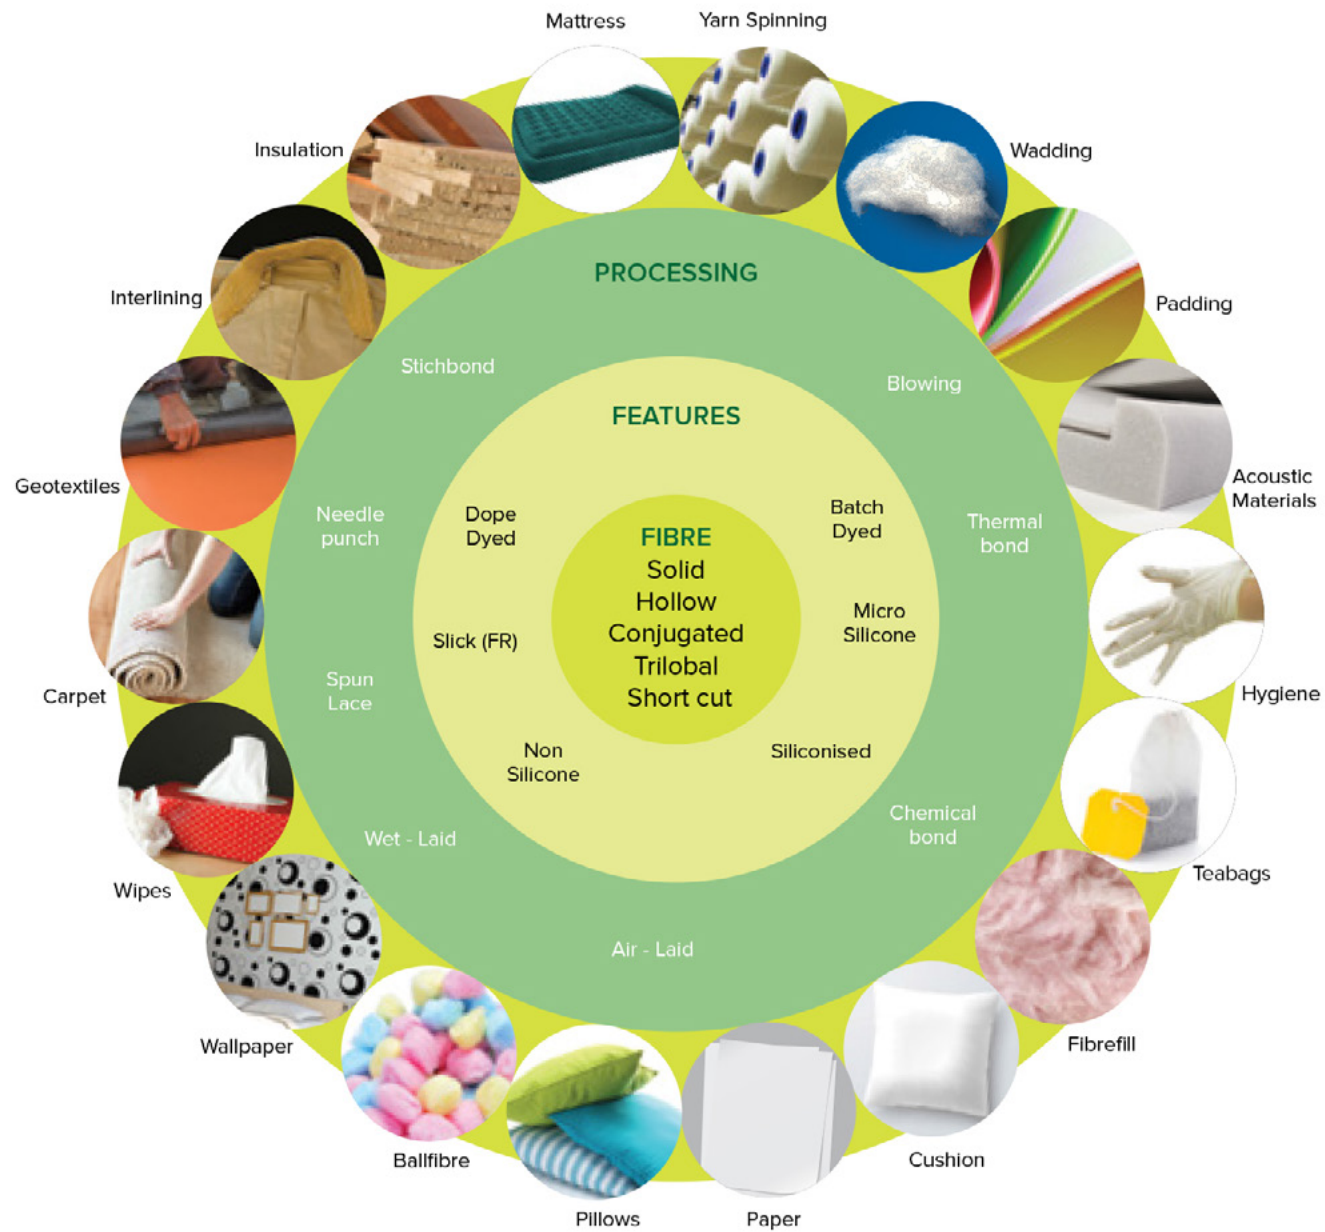 Mattress
Yarn Spinning
Insulation
Wadding
Interlining
Padding
Geotextiles
Acoustic
Materials
Carpet
Hygiene
Wipes
Teabags
Wallpaper
Fibrefill
Ballfibre
Cushion
Pillows
Paper
PROCESSING
Stichbond
Blowing
Needle
punch
Thermal
bond
Spun
Lace
Wet - Laid
Chemical
bond
Air - Laid
FEATURES
Dope
Dyed
Batch
Dyed
Slick (FR)
Micro
Silicone
Non
Silicone
Siliconised
FIBRE
Solid
Hollow
Conjugated
Trilobal
Short cut